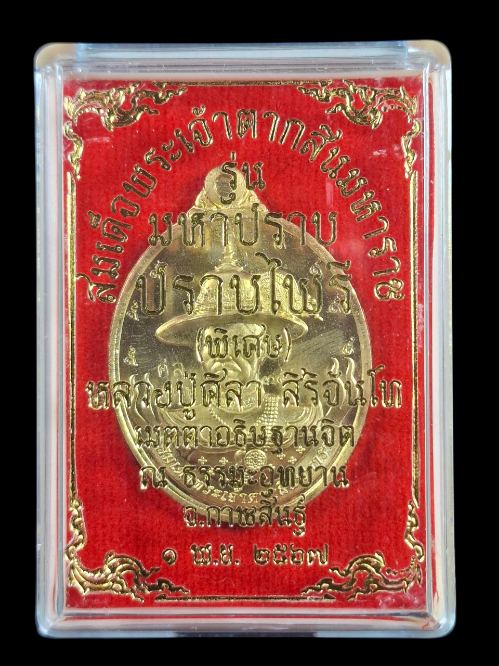 สมเด็จพระเจ้าตากสินมหาราช
รุ่น
มหาปราบ
ปราบไพรี
(พิเศษ)
หลวงปู่ศิลา สิริจันโท
เมตตาอธิษฐานจิต
ณ ธรรมะอุทยาน
จ.กาฬสินธุ์
๑ พ.ย. ๒๕๖๗